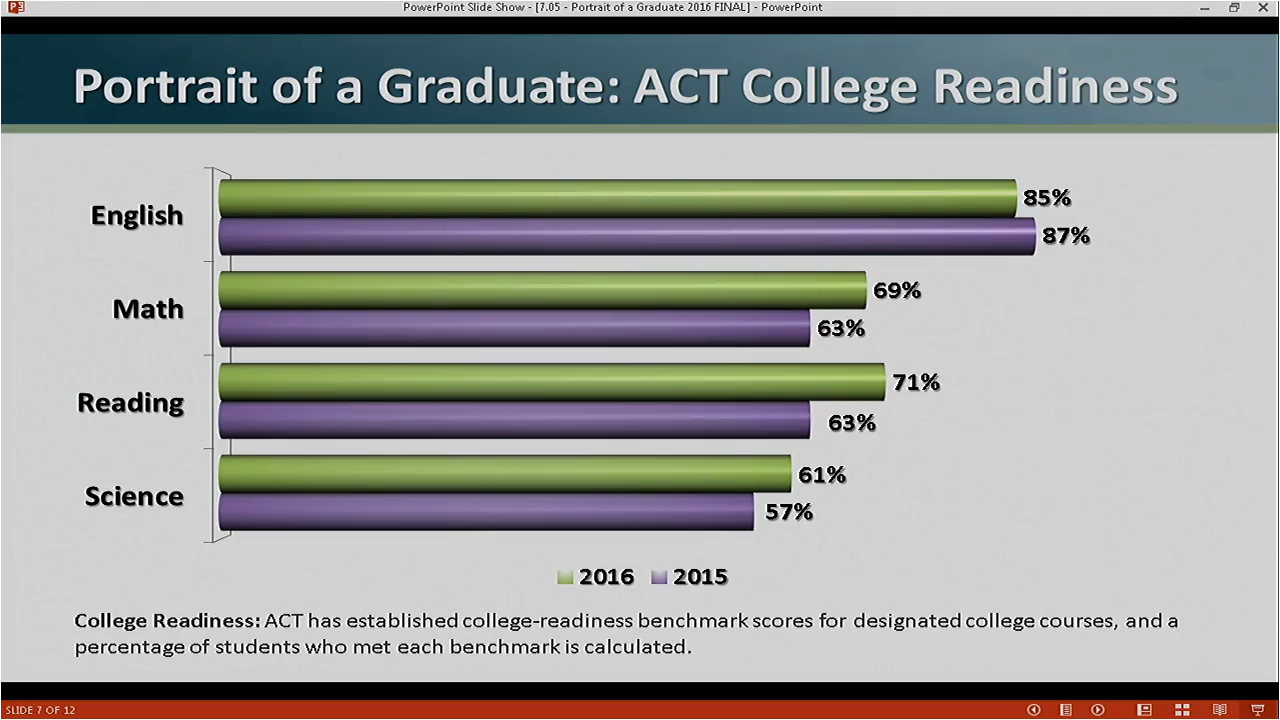 PowerPoint Slide Show - [7.05 - Portrait of a Graduate 2016 FINAL] - PowerPoint
Portrait of a Graduate: ACT College Readiness
English
85%
87%
Math
69%
63%
Reading
71%
63%
Science
61%
57%
2016 2015
College Readiness: ACT has established college-readiness benchmark scores for designated college courses, and a
percentage of students who met each benchmark is calculated.
SLIDE 7 OF 12